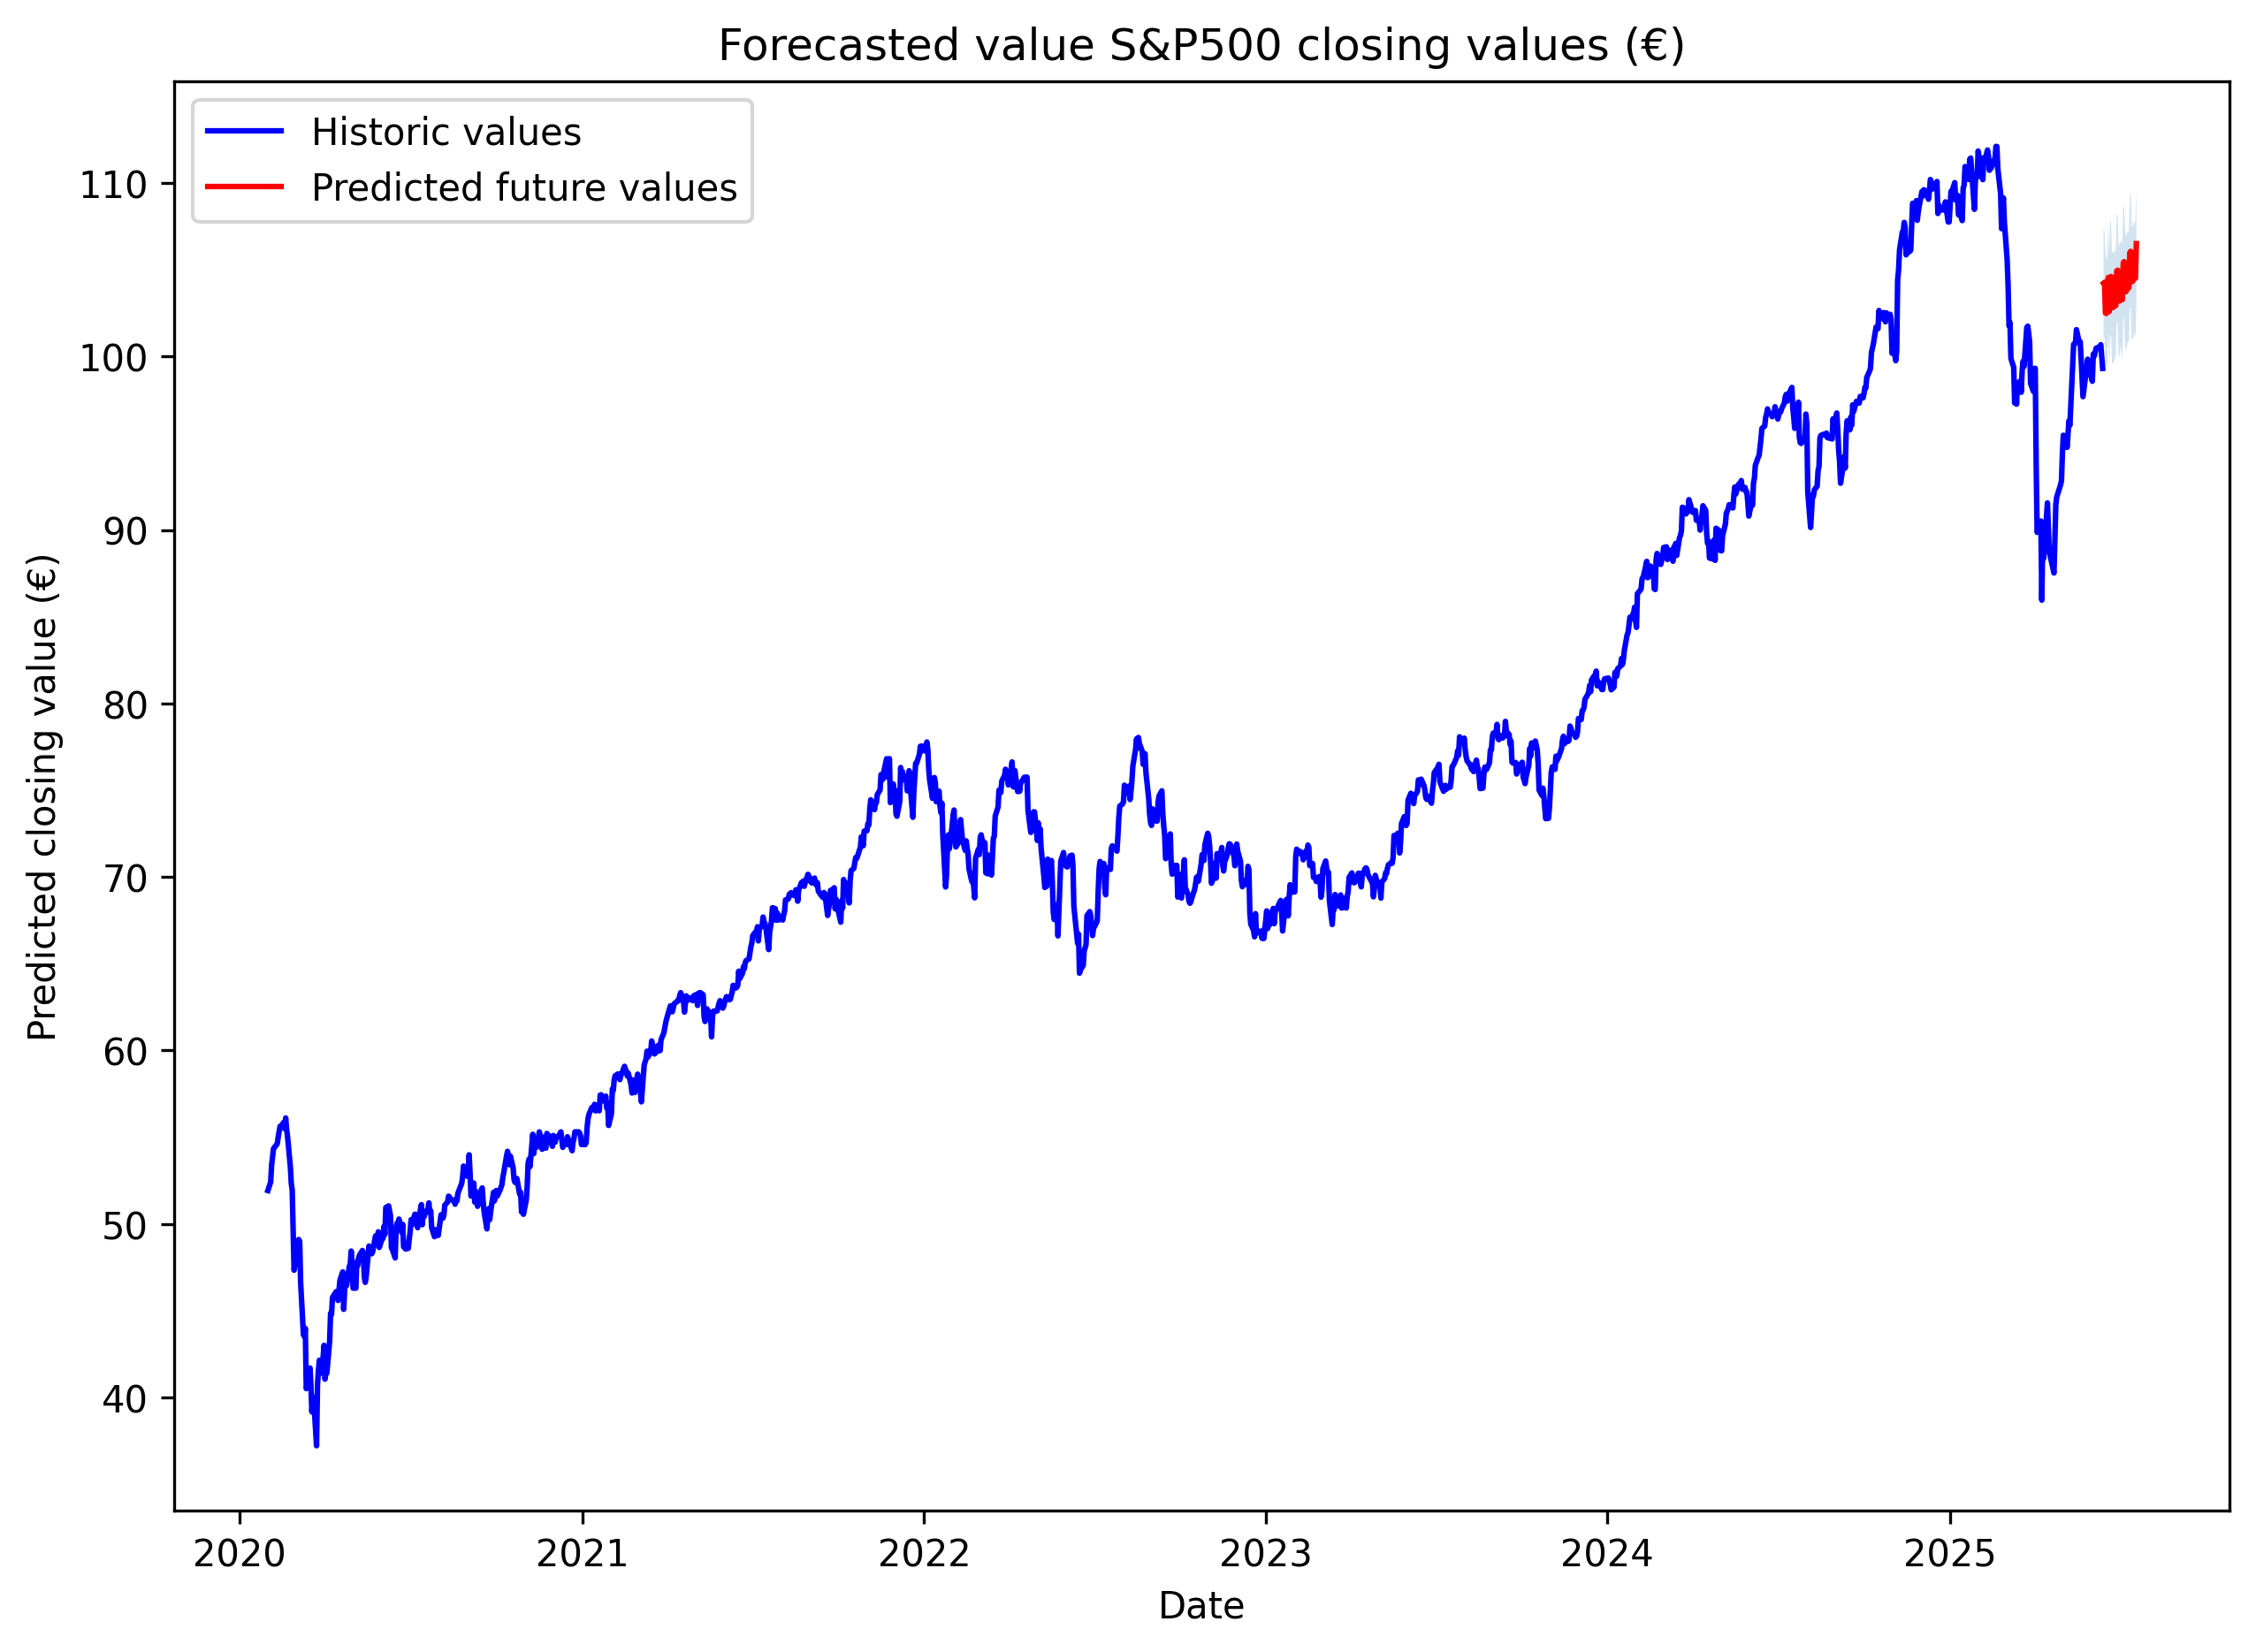 Forecasted value S&P500 closing values (€)
Historic values
Predicted future values
110
100
90
80
70
60
50
40
Predicted closing value (€)
2020
2021
2022
2023
2024
2025
Date